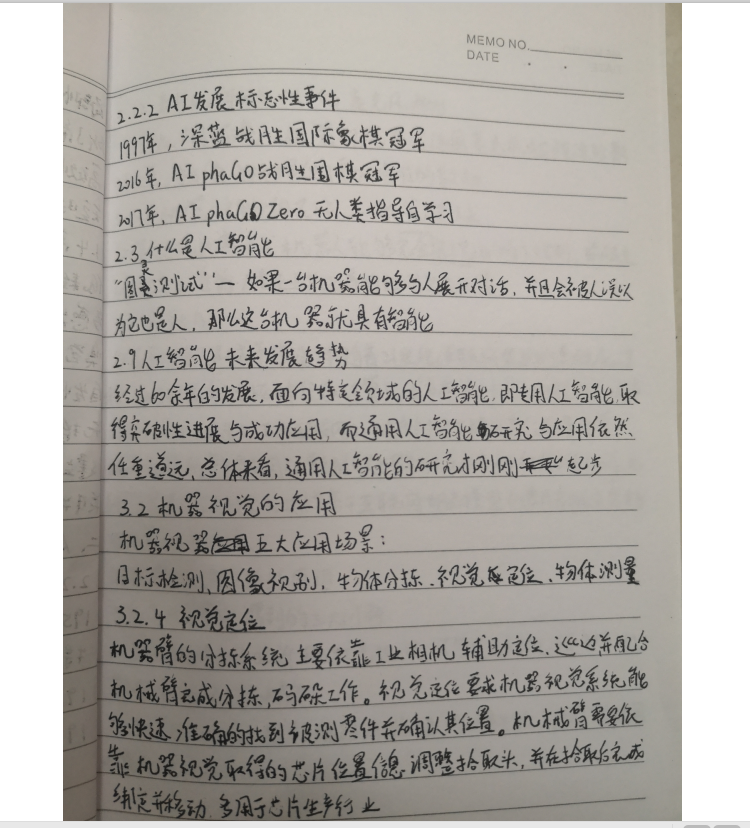 MEMO NO.
DATE
2.2.2 AI发展标志性事件
1997年，深蓝战胜国际象棋冠军
2016年，AI phaGO战胜围棋冠军
2017年，AI phaGO Zero 无人类指导自学习
2.3 什么是人工智能
“图灵测试”— 如果一台机器能够与人展开对话，并且会被人误以
为它也是人，那么这台机器就具有智能
2.9 人工智能未来发展趋势
经过60余年的发展，面向特定领域的人工智能，即专用人工智能，取
得突破性进展与成功应用，而通用人工智能研究与应用依然
任重道远，总体来看，通用人工智能的研究才刚刚起步
3.2 机器视觉的应用
机器视器五大应用场景：
目标检测、图像视别，物体分拣、视觉定位、物体测量
3.2.4 视觉定位
机器臂的分拣系统主要依靠工业相机辅助定位、并配合
机械臂完成分拣、码垛工作。视觉定位要求机器视觉系统能
够快速、准确的找到被测零件并确认其位置。机械臂需要依
靠机器视觉取得的芯片位置信息调整拾取头，并在拾取后完成
绑定并移动，多用于芯片生产行业